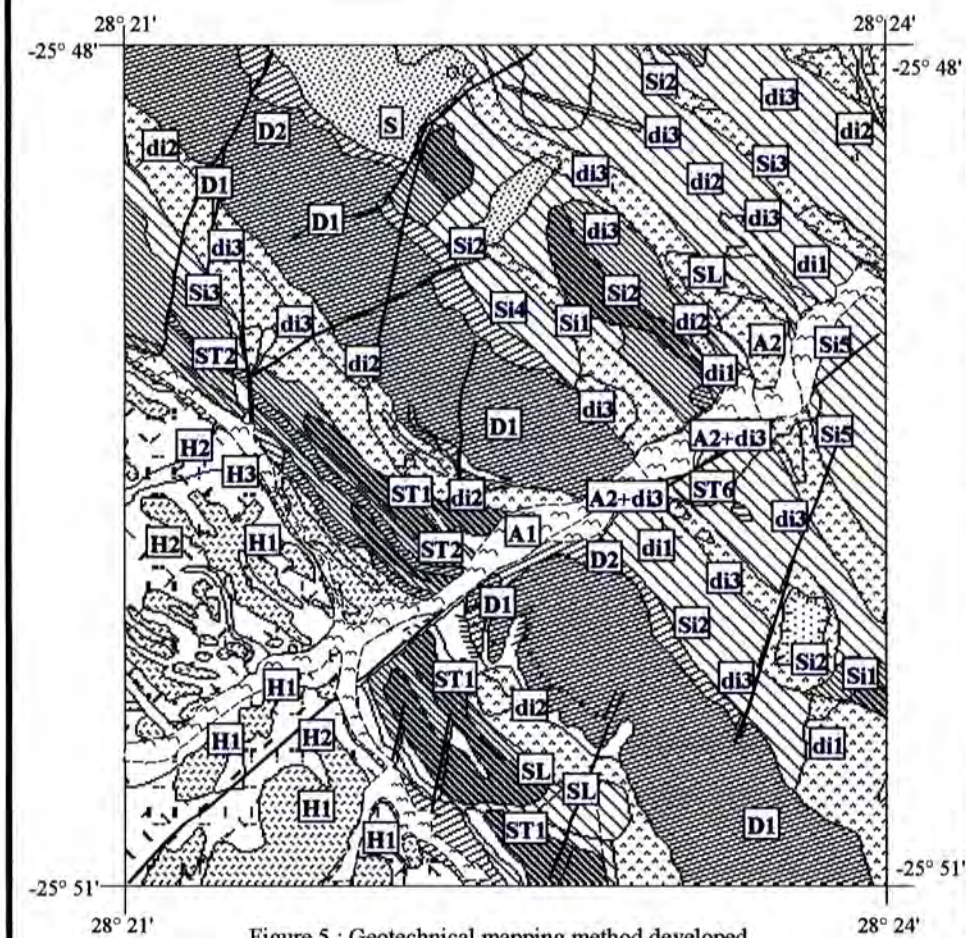 28° 21' 28° 24'
-25° 48' -25° 48'
Si2
di3
D2 S di3 di2
di2
Si3
di3 di2
D1
D1 di3 di3
di3 Si2
di1
SL
Si3 Si2
Si4
di3 Si1 di2
A2 Si5
ST2 di2
di1
di3
D1
A2+di3 Si5
H2
H3
ST1 di2 A2+di3 ST6
di3
H2 H1 A1
ST2 D2 di1
di3
D1
Si2
Si2
ST1 Si1
H1 di3
di2
H1 H2 di1
SL
SL
H1 ST1 D1
H1
-25° 51' -25° 51'
28° 21' 28° 24'
Figure 5 : Geotechnical mapping method developed